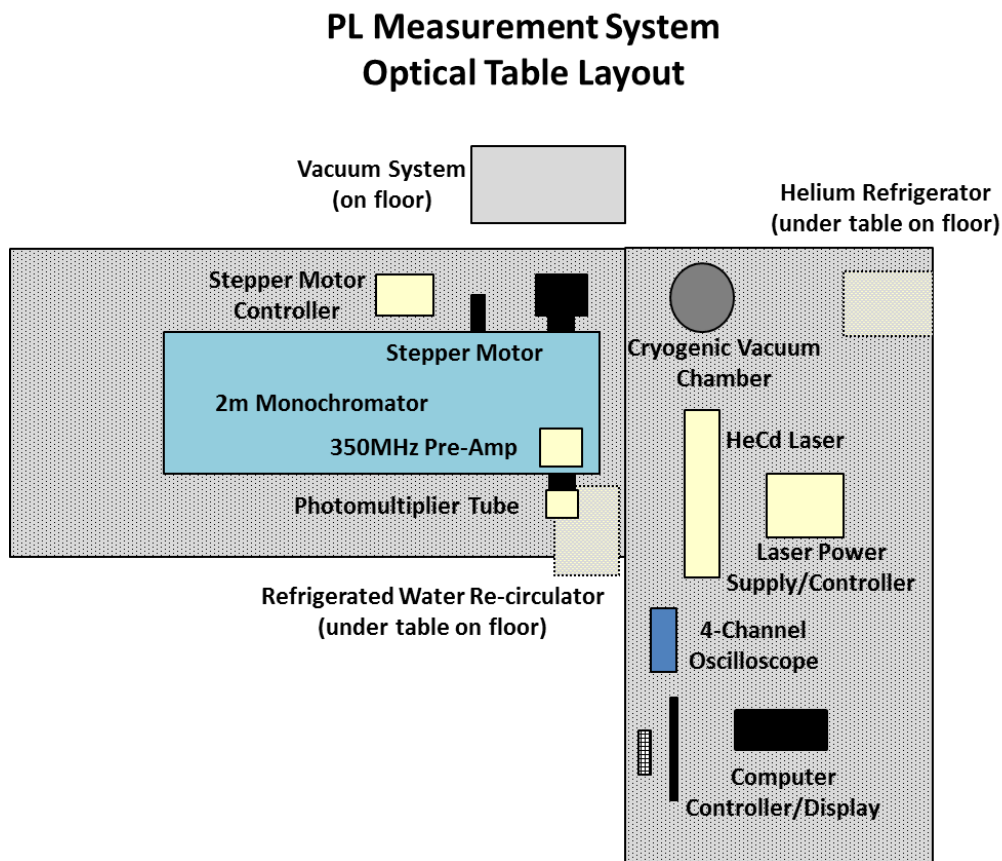 PL Measurement System
Optical Table Layout
Vacuum System
(on floor)
Helium Refrigerator
(under table on floor)
Stepper Motor
Controller
Stepper Motor
Cryogenic Vacuum
Chamber
2m Monochromator
350MHz Pre-Amp
HeCd Laser
Photomultiplier Tube
Laser Power
Supply/Controller
Refrigerated Water Re-circulator
(under table on floor)
4-Channel
Oscilloscope
Computer
Controller/Display